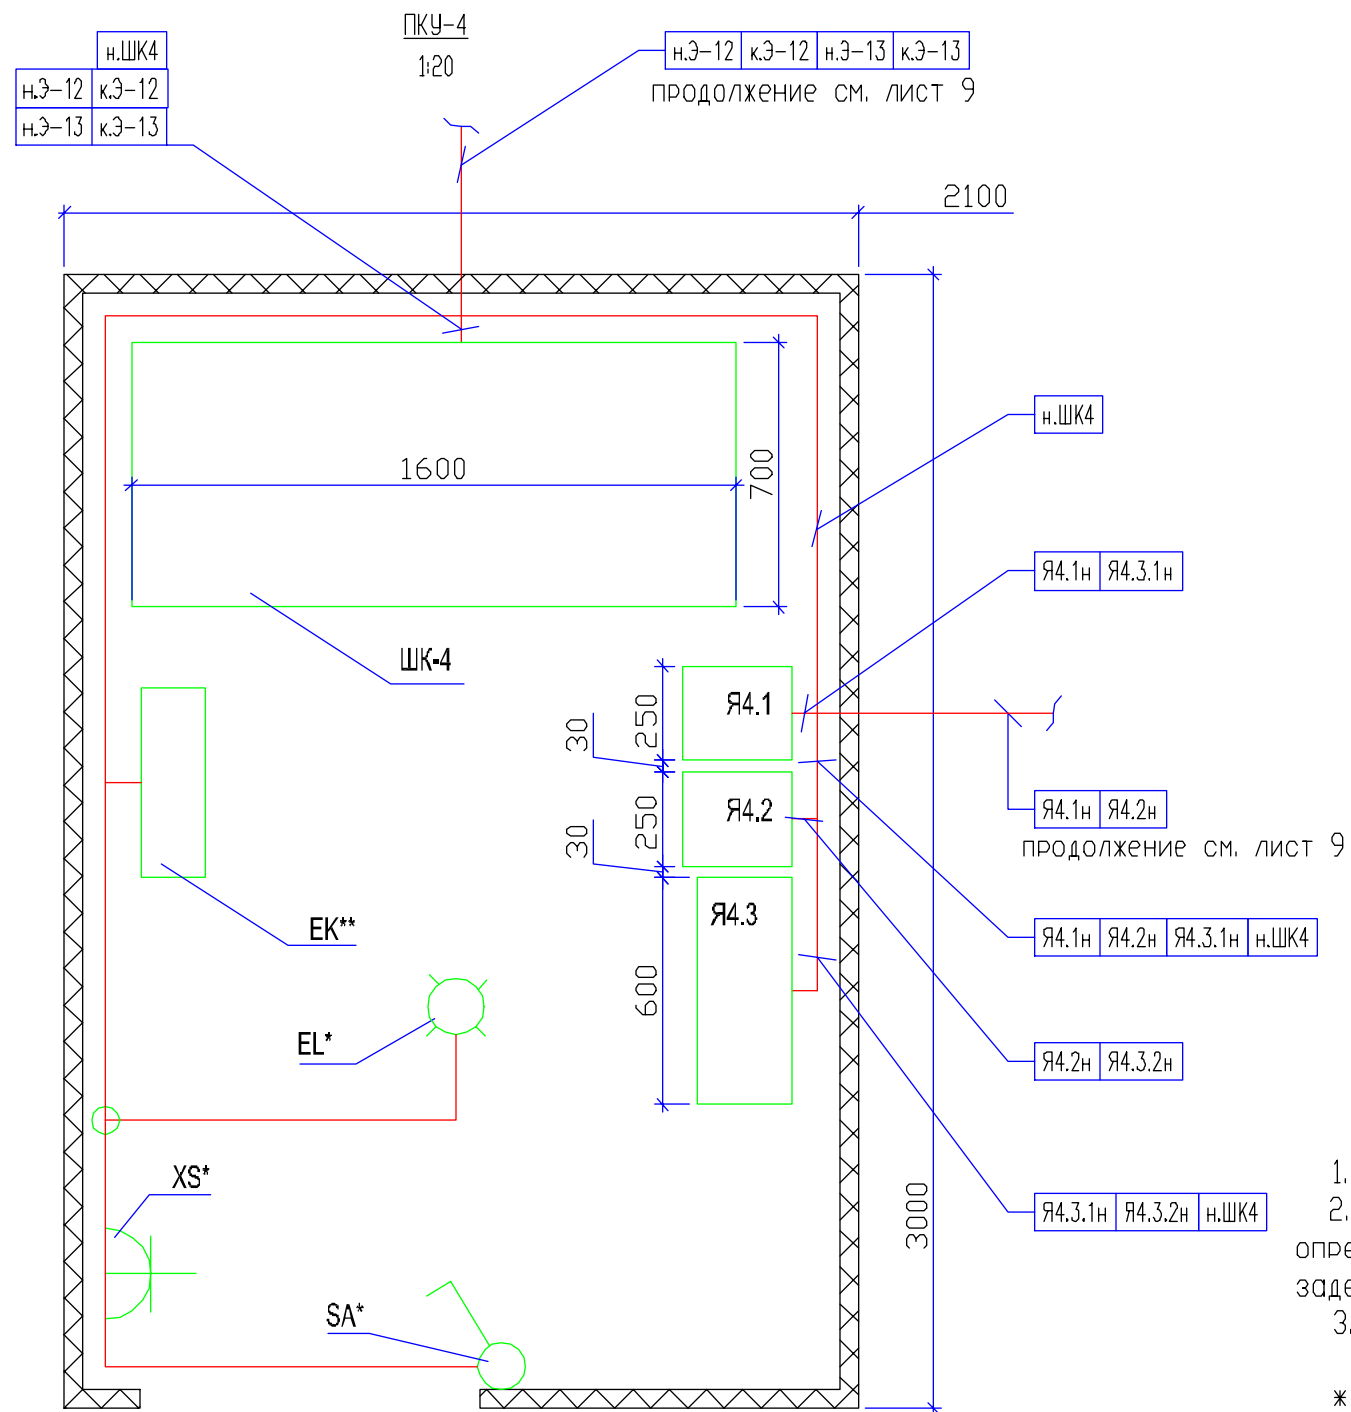 ПКУ-4
1:20
н.ШК4
н.Э-12 к.Э-12
н.Э-13 к.Э-13
н.Э-12 к.Э-12 н.Э-13 к.Э-13
продолжение см. лист 9
2100
1600
700
н.ШК4
Я4.1н Я4.3.1н
ШК-4
Я4.1
250
30
Я4.2
250
30
Я4.1н Я4.2н
продолжение см. лист 9
Я4.3
600
EK**
Я4.1н Я4.2н Я4.3.1н н.ШК4
EL*
Я4.2н Я4.3.2н
XS*
3000
Я4.3.1н Я4.3.2н н.ШК4
SA*
1.
2.
опре
заде
3.
*